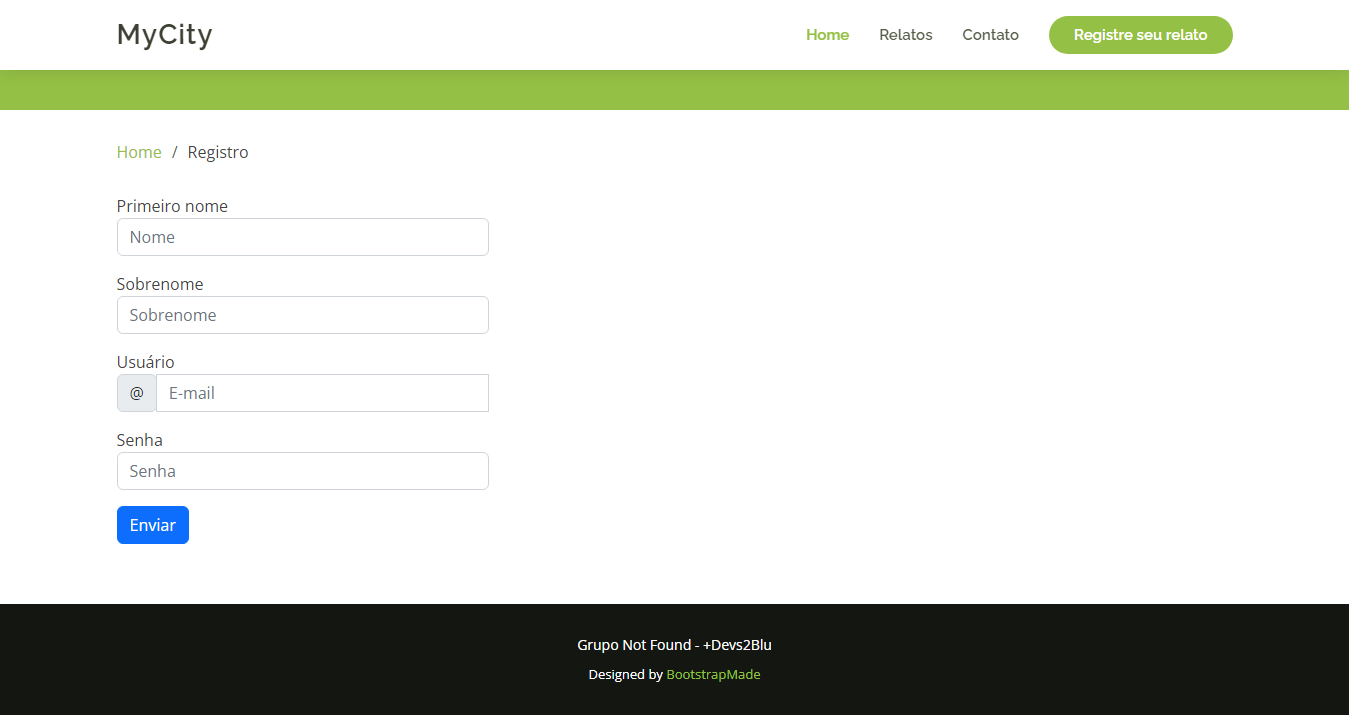 MyCity
Home Relatos Contato Registre seu relato
Home / Registro
Primeiro nome
Nome
Sobrenome
Sobrenome
Usuário
@ E-mail
Senha
Senha
Enviar
Grupo Not Found - +Devs2Blu
Designed by BootstrapMade